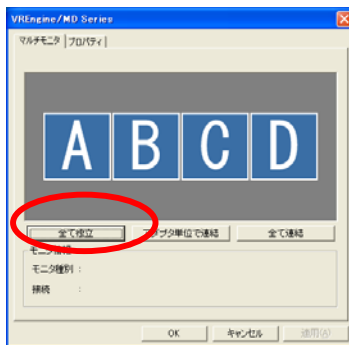 VREngine/MD Series
マルチモニタ プロパティ
A B C D
全て独立 アダプタ単位で連結 全て連結
モニタ情報
モニタ種別 :
接続 :
OK キャンセル 適用(A)